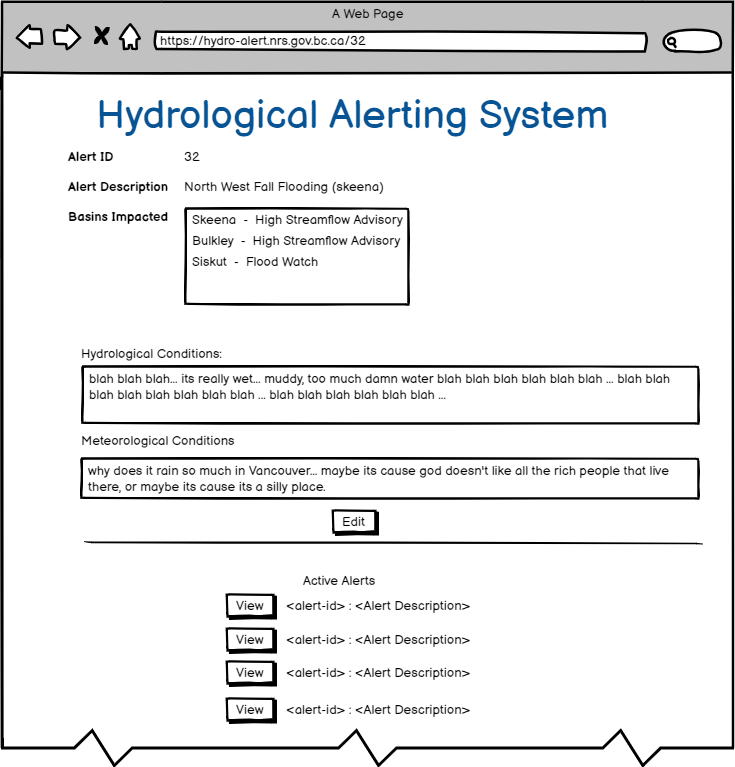 A Web Page
https://hydro-alert.nrs.gov.bc.ca/32
Hydrological Alerting System
Alert ID 32
Alert Description North West Fall Flooding (skeena)
Basins Impacted
Skeena - High Streamflow Advisory
Bulkley - High Streamflow Advisory
Siskut - Flood Watch
Hydrological Conditions:
blah blah blah... its really wet... muddy, too much damn water blah blah blah blah blah blah ... blah blah
blah blah blah blah blah blah ... blah blah blah blah blah blah ...
Meteorological Conditions
why does it rain so much in Vancouver... maybe its cause god doesn't like all the rich people that live
there, or maybe its cause its a silly place.
Edit
Active Alerts
View <alert-id> : <Alert Description>
View <alert-id> : <Alert Description>
View <alert-id> : <Alert Description>
View <alert-id> : <Alert Description>